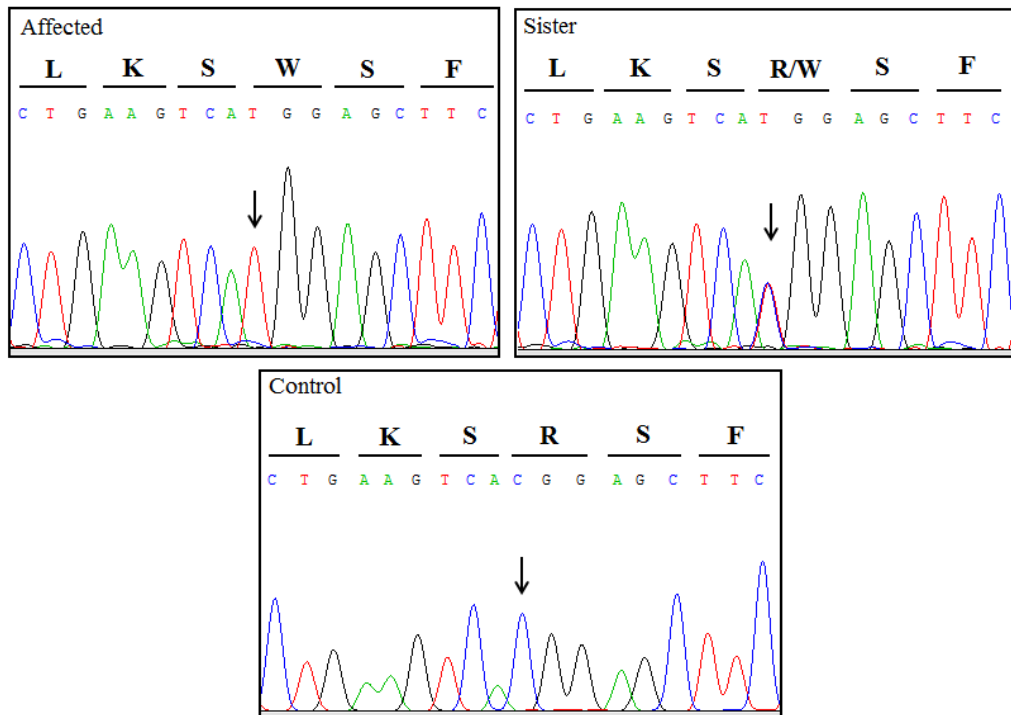 Affected
L K S W S F
C T G A A G T C A T G G A G C T T C
Sister
L K S R/W S F
C T G A A G T C A T G G A G C T T C
Control
L K S R S F
C T G A A G T C A C G G A G C T T C